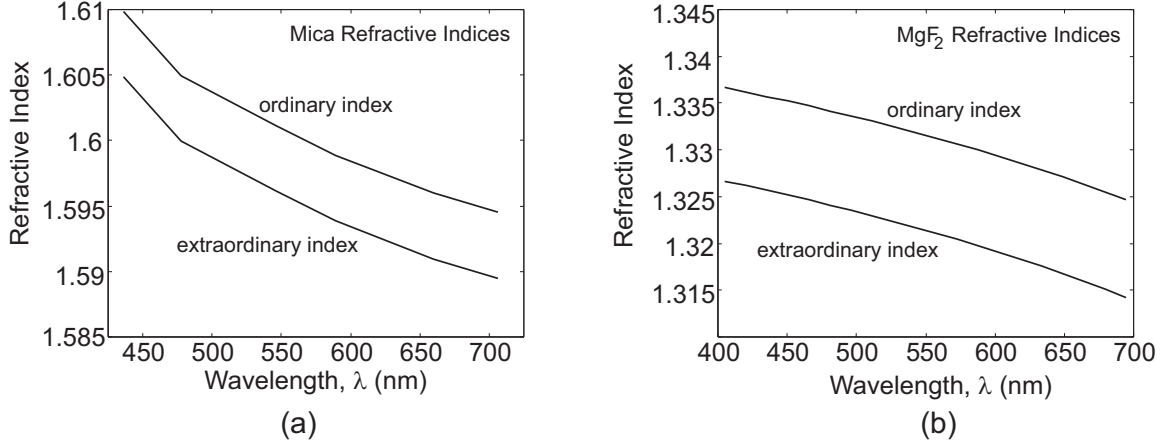 Mica Refractive Indices
1.61
1.605
1.6
1.595
1.59
1.585
Refractive Index
ordinary index
extraordinary index
450 500 550 600 650 700
Wavelength, λ (nm)
(a)
MgF2 Refractive Indices
1.345
1.34
1.335
1.33
1.325
1.32
1.315
Refractive Index
ordinary index
extraordinary index
400 450 500 550 600 650 700
Wavelength, λ (nm)
(b)